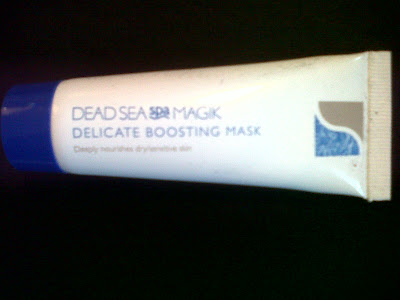 DEAD SEA spa MAGIK
DELICATE BOOSTING MASK
Deeply nourishes dry/sensitive skin